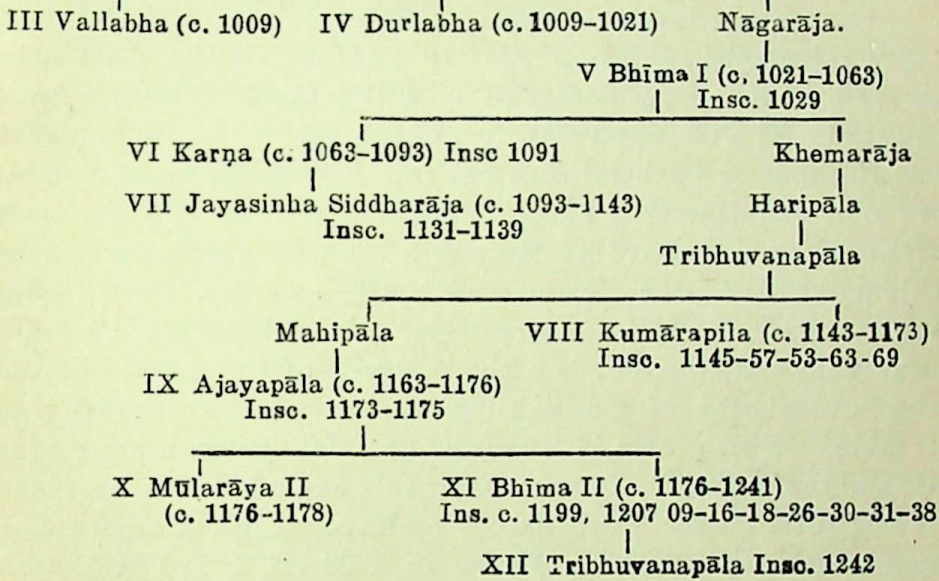 III Vallabha (c. 1009) IV Durlabha (c. 1009–1021) Nāgarāja.
V Bhīma I (c. 1021–1063)
Insc. 1029
VI Karṇa (c. 1063–1093) Insc 1091 Khemarāja
VII Jayasinha Siddharāja (c. 1093–1143) Haripāla
Insc. 1131–1139
Tribhuvanapāla
Mahipāla VIII Kumārapila (c. 1143–1173)
Insc. 1145-57-53-63-69
IX Ajayapāla (c. 1163–1176)
Insc. 1173–1175
X Mūlarāya II XI Bhīma II (c. 1176–1241)
(c. 1176-1178) Ins. c. 1199, 1207 09–16–18–26–30–31–38
XII Tribhuvanapāla Insc. 1242